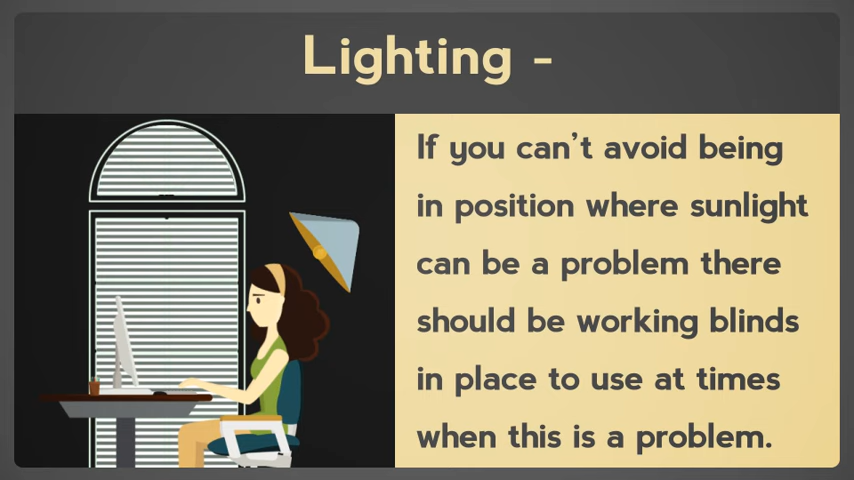 Lighting -
If you can't avoid being
in position where sunlight
can be a problem there
should be working blinds
in place to use at times
when this is a problem.